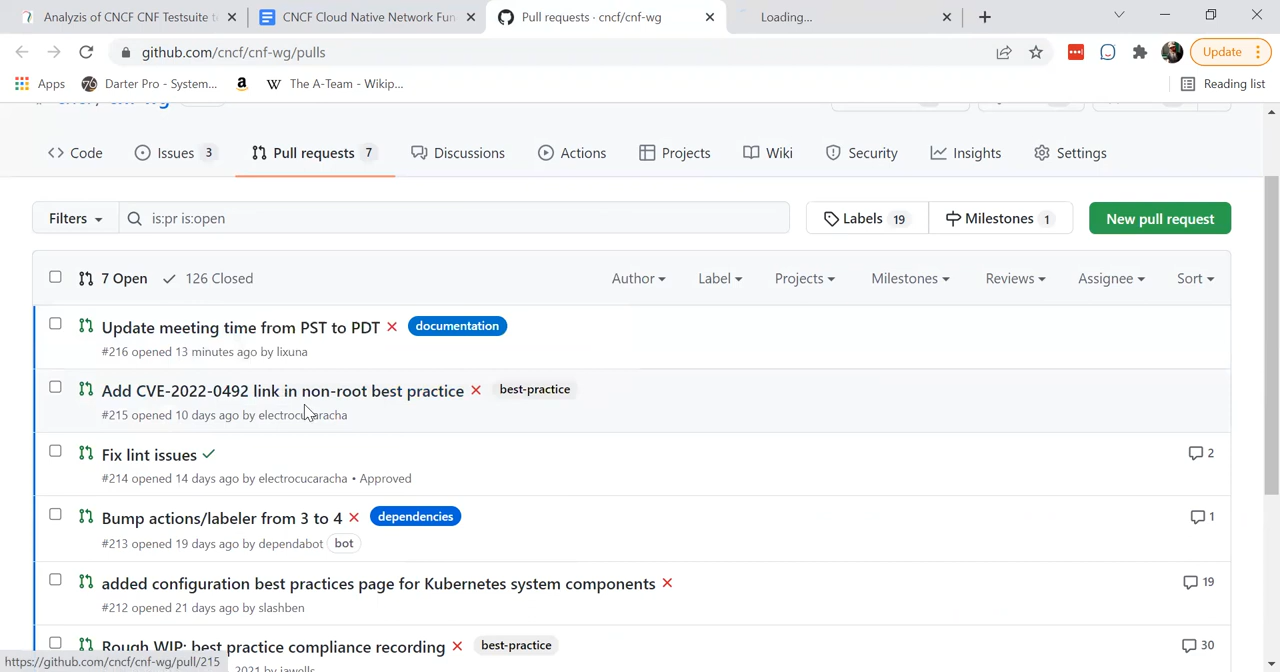 Analyzis of CNCF CNF Testsuite t
CNCF Cloud Native Network Fun
Pull requests · cncf/cnf-wg
Loading...
github.com/cncf/cnf-wg/pulls
Update
Apps
Darter Pro - System...
The A-Team - Wikip...
Reading list
Code
Issues 3
Pull requests 7
Discussions
Actions
Projects
Wiki
Security
Insights
Settings
Filters
is:pr is:open
Labels 19
Milestones 1
New pull request
7 Open
126 Closed
Author
Label
Projects
Milestones
Reviews
Assignee
Sort
Update meeting time from PST to PDT documentation
#216 opened 13 minutes ago by lixuna
Add CVE-2022-0492 link in non-root best practice best-practice
#215 opened 10 days ago by electrocucaracha
Fix lint issues 2
#214 opened 14 days ago by electrocucaracha • Approved
Bump actions/labeler from 3 to 4 dependencies 1
#213 opened 19 days ago by dependabot bot
added configuration best practices page for Kubernetes system components 19
#212 opened 21 days ago by slashben
Rough WIP: best practice compliance recording best-practice 30
https://github.com/cncf/cnf-wg/pull/215
2021 by jawells